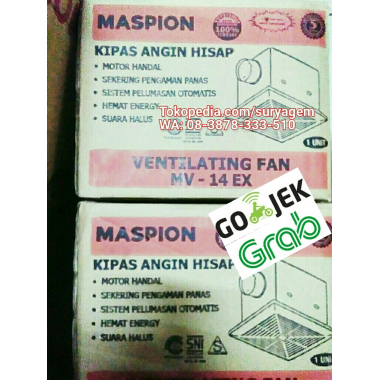 MASPION
100%
KIPAS ANGIN HISAP
• MOTOR HANDAL
• SEKERING PENGAMAN PANAS
• SISTEM PELUMASAN OTOMATIS
• HEMAT ENERGY
• SUARA HALUS
Tokopedia.com/suryagem
WA: 08-3878-333-510
1 UNIT
VENTILATING FAN
MV - 14 EX
GOJEK
Grab
MASPION
KIPAS ANGIN HISAP
• MOTOR HANDAL
• SEKERING PENGAMAN PANAS
• SISTEM PELUMASAN OTOMATIS
• HEMAT ENERGY
• SUARA HALUS
SNI
1 UNIT